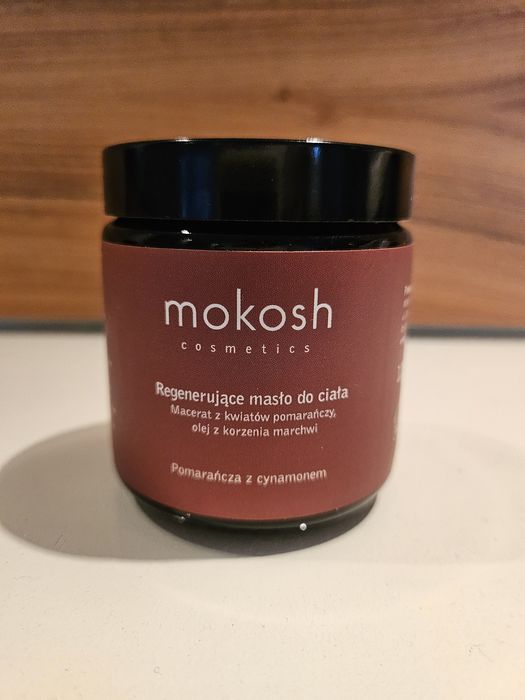 mokosh
cosmetics
Regenerujące masło do ciała
Macerat z kwiatów pomarańczy,
olej z korzenia marchwi
Pomarańcza z cynamonem